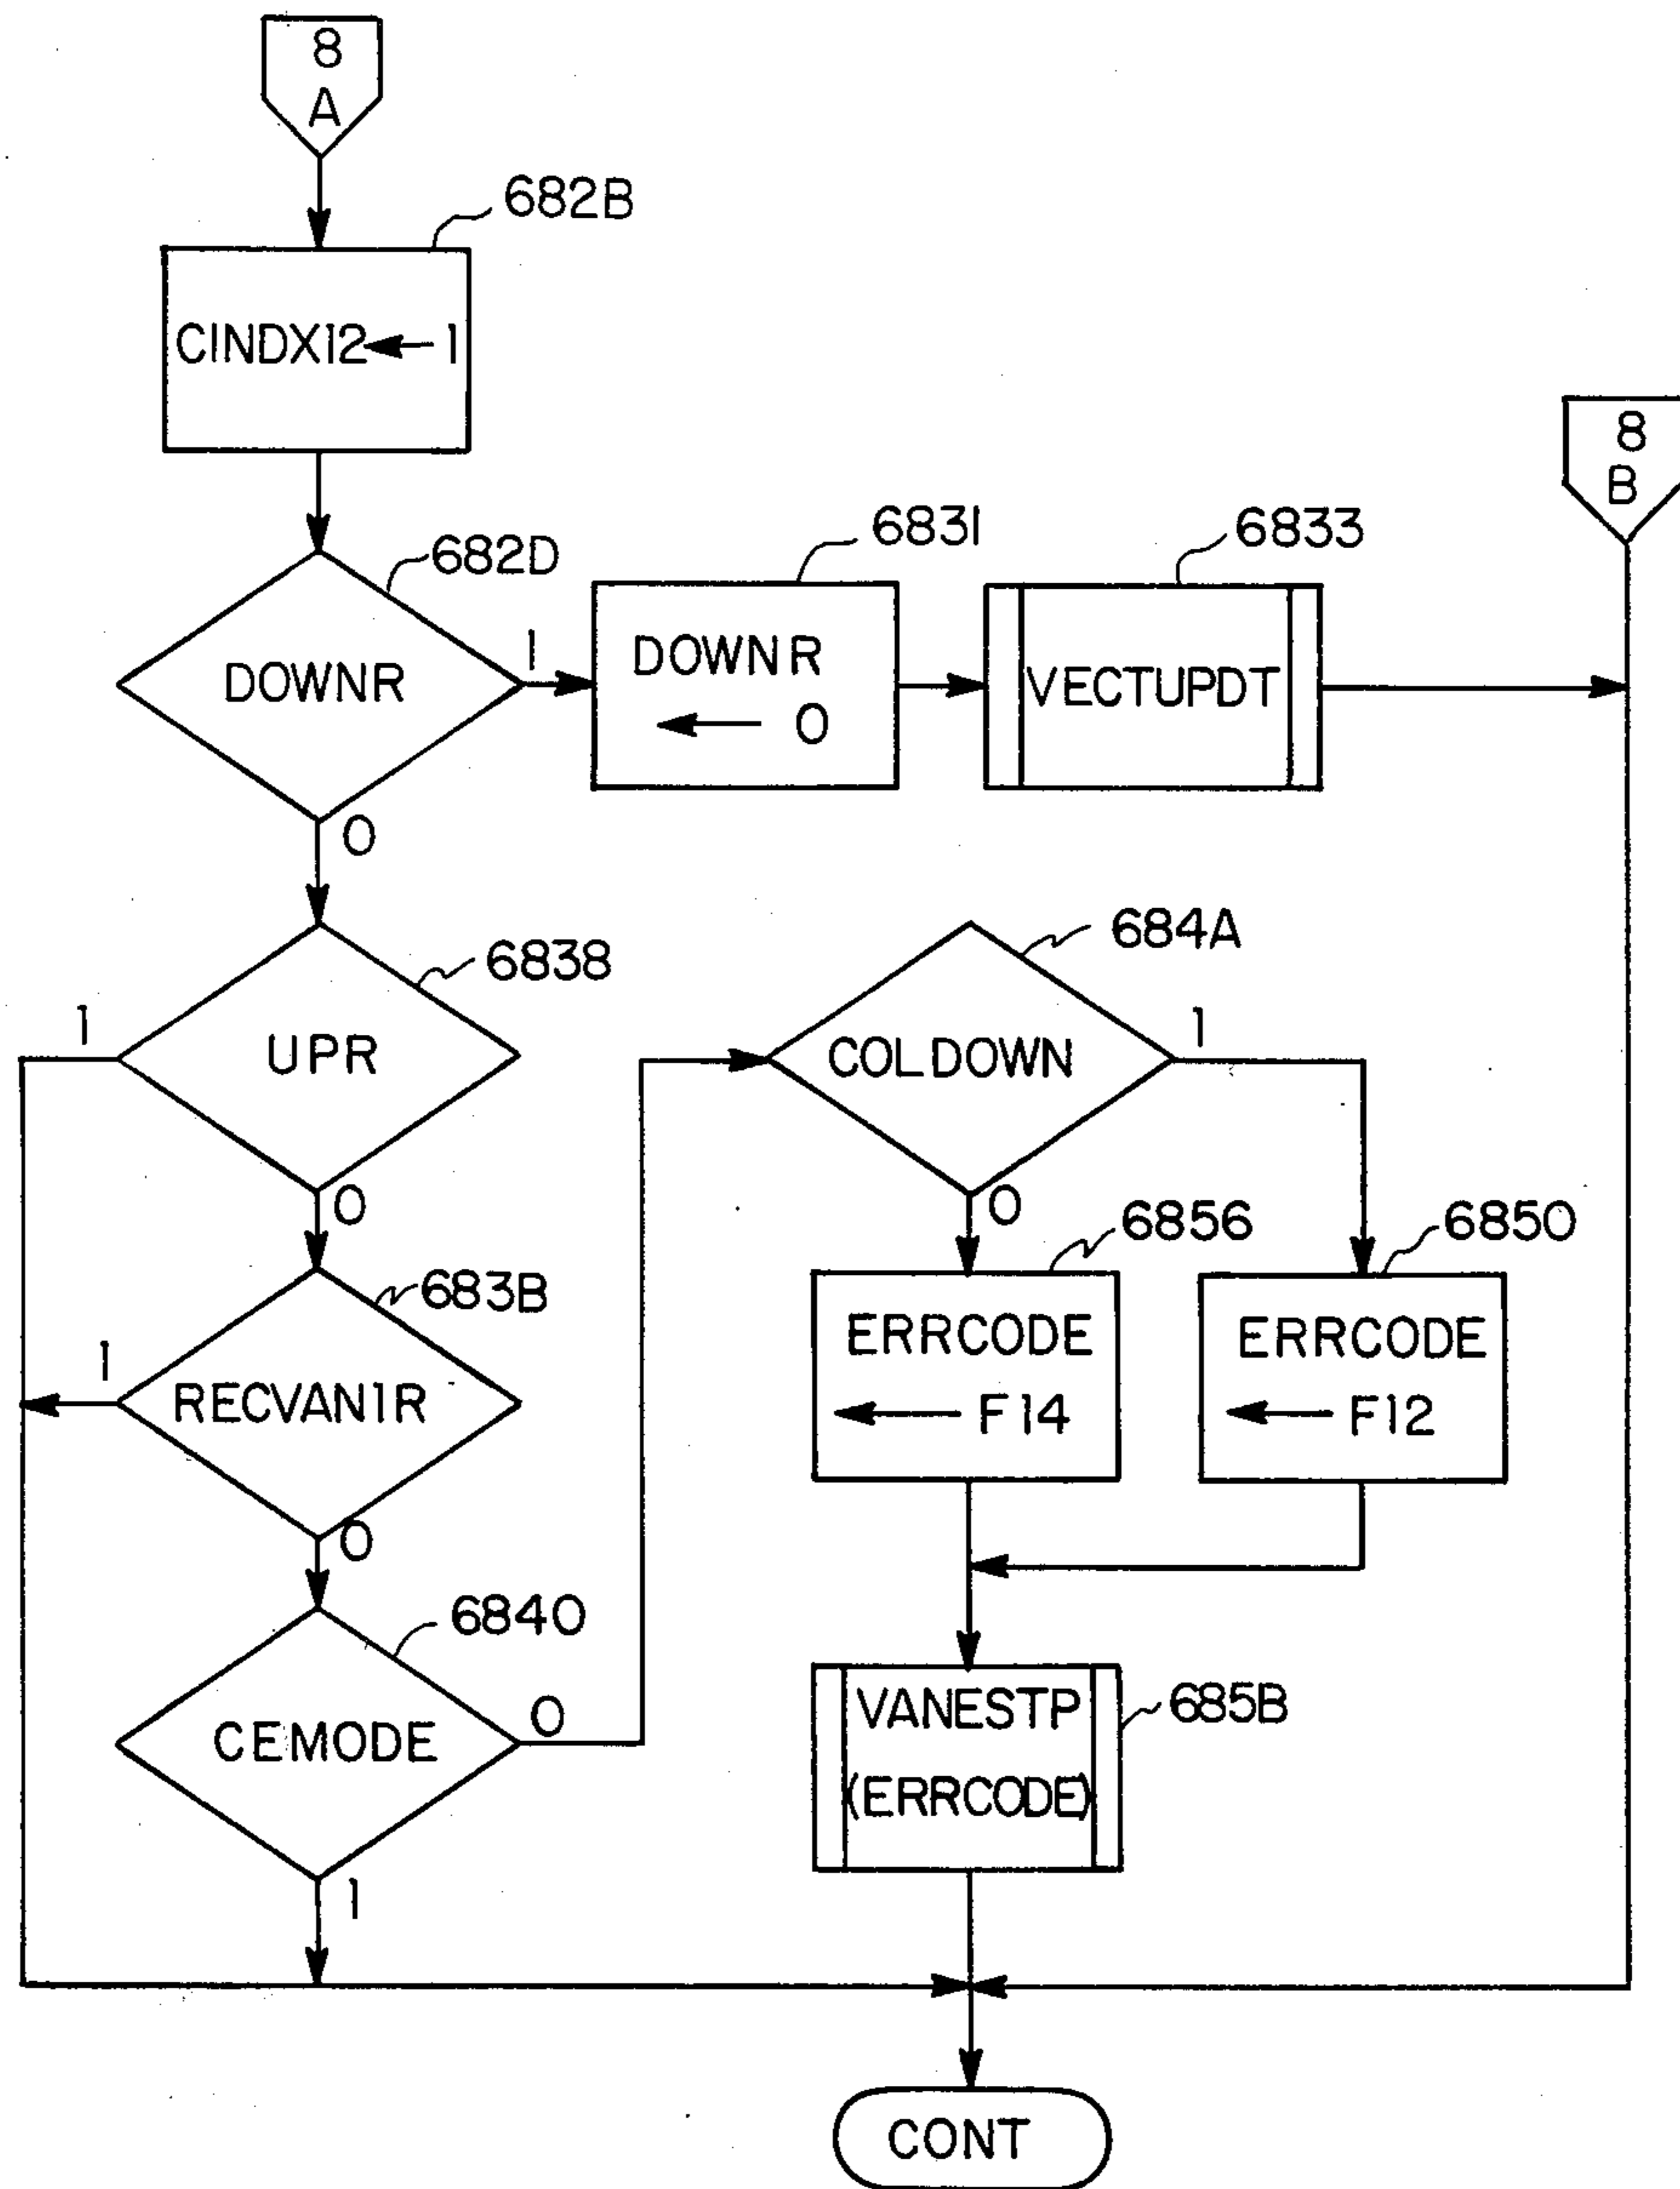 8
A
682B
CINDX12 ← 1
8
B
682D
DOWNR
1
0
6831
DOWNR
← 0
6833
VECTUPDT
6838
UPR
1
0
684A
COLDOWN
1
0
683B
RECVAN1R
1
0
6856
ERRCODE
← F14
6850
ERRCODE
← F12
6840
CEMODE
0
1
VANESTP
(ERRCODE)
685B
CONT